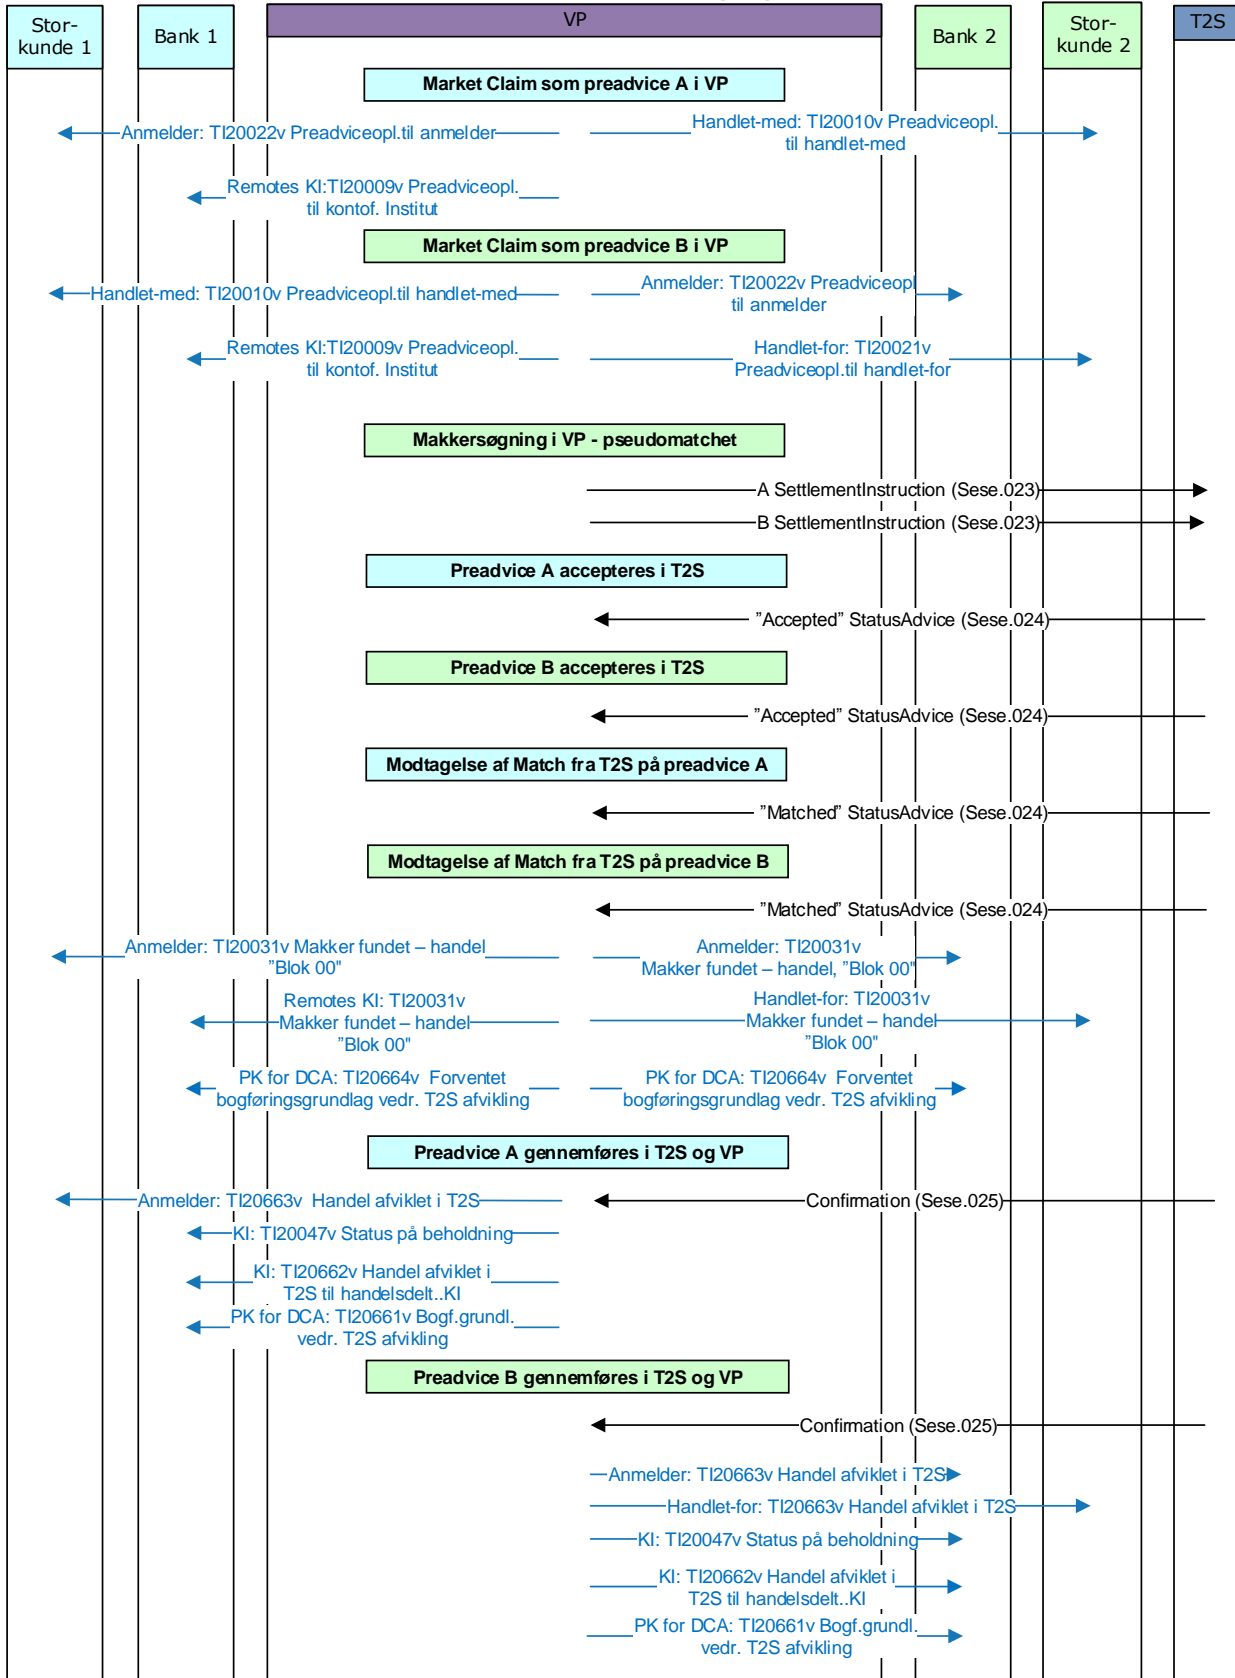 Stor-
kunde 1
Bank 1
VP
Bank 2
Stor-
kunde 2
T2S
Market Claim som preadvice A i VP
Anmelder: TI20022v Preadviceopl.til anmelder
Handlet-med: TI20010v Preadviceopl.
til handlet-med
Remotes KI:TI20009v Preadviceopl.
til kontof. Institut
Market Claim som preadvice B i VP
Handlet-med: TI20010v Preadviceopl.til handlet-med
Anmelder: TI20022v Preadviceopl
til anmelder
Remotes KI:TI20009v Preadviceopl.
til kontof. Institut
Handlet-for: TI20021v
Preadviceopl.til handlet-for
Makkersøgning i VP - pseudomatchet
A SettlementInstruction (Sese.023)
B SettlementInstruction (Sese.023)
Preadvice A accepteres i T2S
”Accepted” StatusAdvice (Sese.024)
Preadvice B accepteres i T2S
”Accepted” StatusAdvice (Sese.024)
Modtagelse af Match fra T2S på preadvice A
”Matched” StatusAdvice (Sese.024)
Modtagelse af Match fra T2S på preadvice B
”Matched” StatusAdvice (Sese.024)
Anmelder: TI20031v Makker fundet – handel
”Blok 00"
Anmelder: TI20031v
Makker fundet – handel, ”Blok 00"
Remotes KI: TI20031v
Makker fundet – handel
”Blok 00"
Handlet-for: TI20031v
Makker fundet – handel
”Blok 00"
PK for DCA: TI20664v Forventet
bogføringsgrundlag vedr. T2S afvikling
PK for DCA: TI20664v Forventet
bogføringsgrundlag vedr. T2S afvikling
Preadvice A gennemføres i T2S og VP
Anmelder: TI20663v Handel afviklet i T2S
Confirmation (Sese.025)
KI: TI20047v Status på beholdning
KI: TI20662v Handel afviklet i
T2S til handelsdelt..KI
PK for DCA: TI20661v Bogf.grundl.
vedr. T2S afvikling
Preadvice B gennemføres i T2S og VP
Confirmation (Sese.025)
Anmelder: TI20663v Handel afviklet i T2S
Handlet-for: TI20663v Handel afviklet i T2S
KI: TI20047v Status på beholdning
KI: TI20662v Handel afviklet i
T2S til handelsdelt..KI
PK for DCA: TI20661v Bogf.grundl.
vedr. T2S afvikling